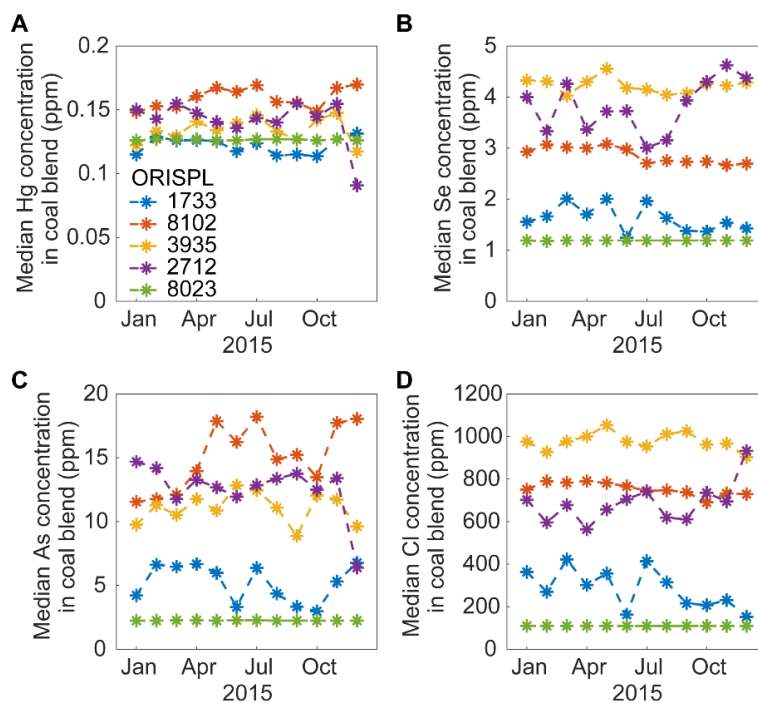 A
Median Hg concentration
in coal blend (ppm)
0.2
0.15
0.1
0.05
0
ORISPL
1733
8102
3935
2712
8023
Jan Apr Jul Oct
2015
B
Median Se concentration
in coal blend (ppm)
5
4
3
2
1
0
Jan Apr Jul Oct
2015
C
Median As concentration
in coal blend (ppm)
20
15
10
5
0
Jan Apr Jul Oct
2015
D
Median Cl concentration
in coal blend (ppm)
1200
1000
800
600
400
200
0
Jan Apr Jul Oct
2015